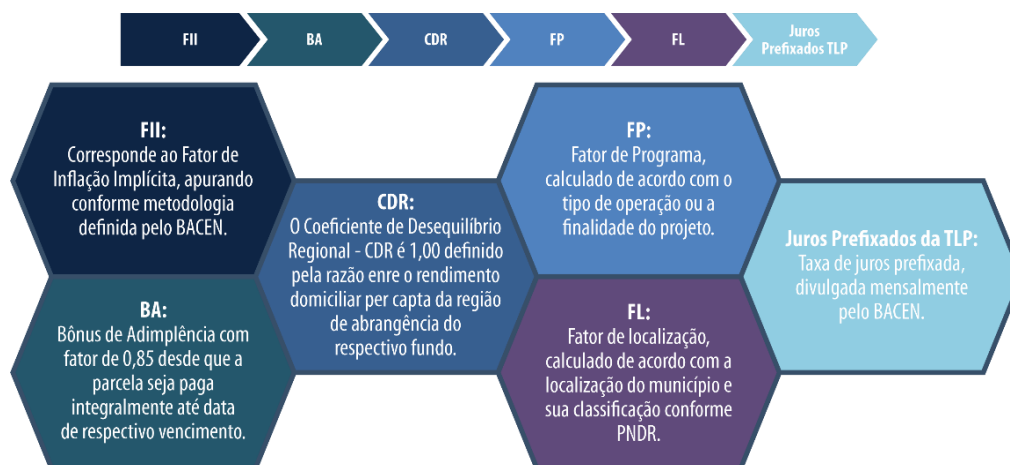 FII
BA
CDR
FP
FL
Juros
Prefixados TLP
FII:
Corresponde ao Fator de
Inflação Implícita, apurando
conforme metodologia
definida pelo BACEN.
BA:
Bônus de Adimplência com
fator de 0,85 desde que a
parcela seja paga
integralmente até data
de respectivo vencimento.
CDR:
O Coeficiente de Desequilíbrio
Regional - CDR é 1,00 definido
pela razão enre o rendimento
domiciliar per capta da região
de abrangência do
respectivo fundo.
FP:
Fator de Programa,
calculado de acordo com o
tipo de operação ou a
finalidade do projeto.
FL:
Fator de localização,
calculado de acordo com a
localização do município e
sua classificação conforme
PNDR.
Juros Prefixados da TLP:
Taxa de juros prefixada,
divulgada mensalmente
pelo BACEN.